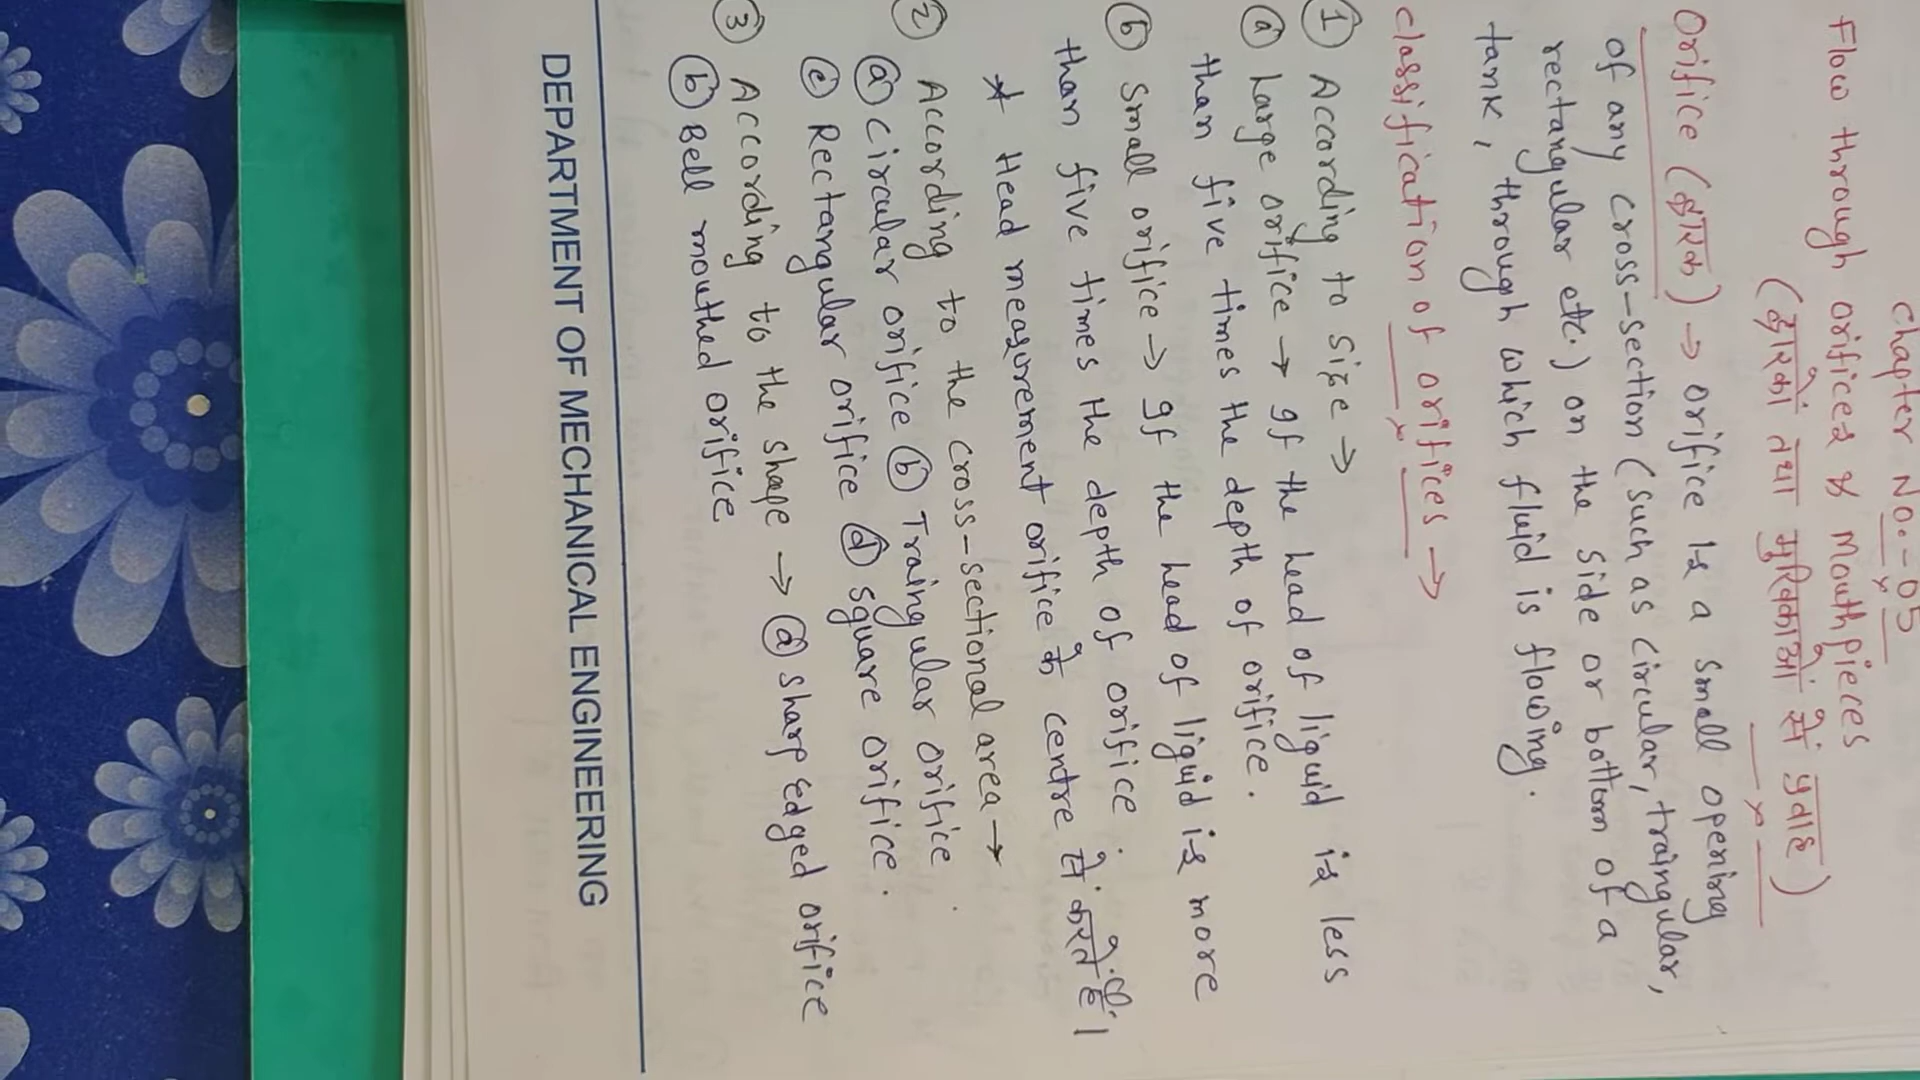 Chapter No.-05
Flow through orifices & Mouthpieces
(द्वारकों तथा मुखिकाओं से प्रवाह)
Orifice (द्वारक) → orifice is a small opening
of any cross-section (such as circular, traingular,
rectangular etc.) on the side or bottom of a
tank, through which fluid is flowing.
classification of orifices →
① According to size →
ⓐ Large orifice → If the head of liquid is less
than five times the depth of orifice.
ⓑ Small orifice → If the head of liquid is more
than five times the depth of orifice.
* Head measurement orifice के centre से करते हैं।
② According to the cross-sectional area →
ⓐ circular orifice ⓑ Traingular orifice
ⓒ Rectangular orifice ⓓ square orifice.
③ According to the shape → ⓐ sharp Edged orifice
ⓑ Bell mouthed orifice
DEPARTMENT OF MECHANICAL ENGINEERING